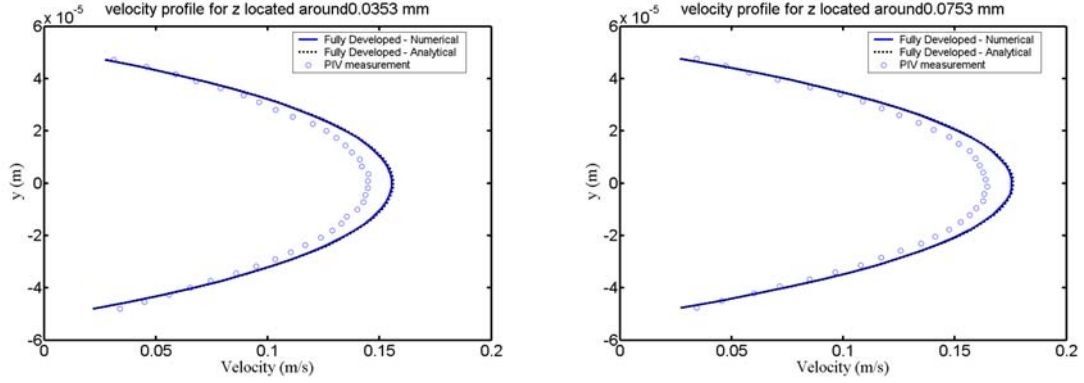 velocity profile for z located around0.0353 mm
x 10^-5
6
4
2
0
-2
-4
-6
y (m)
0
0.05
0.1
0.15
0.2
Velocity (m/s)
Fully Developed - Numerical
Fully Developed - Analytical
PIV measurement
velocity profile for z located around0.0753 mm
x 10^-5
6
4
2
0
-2
-4
-6
y (m)
0
0.05
0.1
0.15
0.2
Velocity (m/s)
Fully Developed - Numerical
Fully Developed - Analytical
PIV measurement